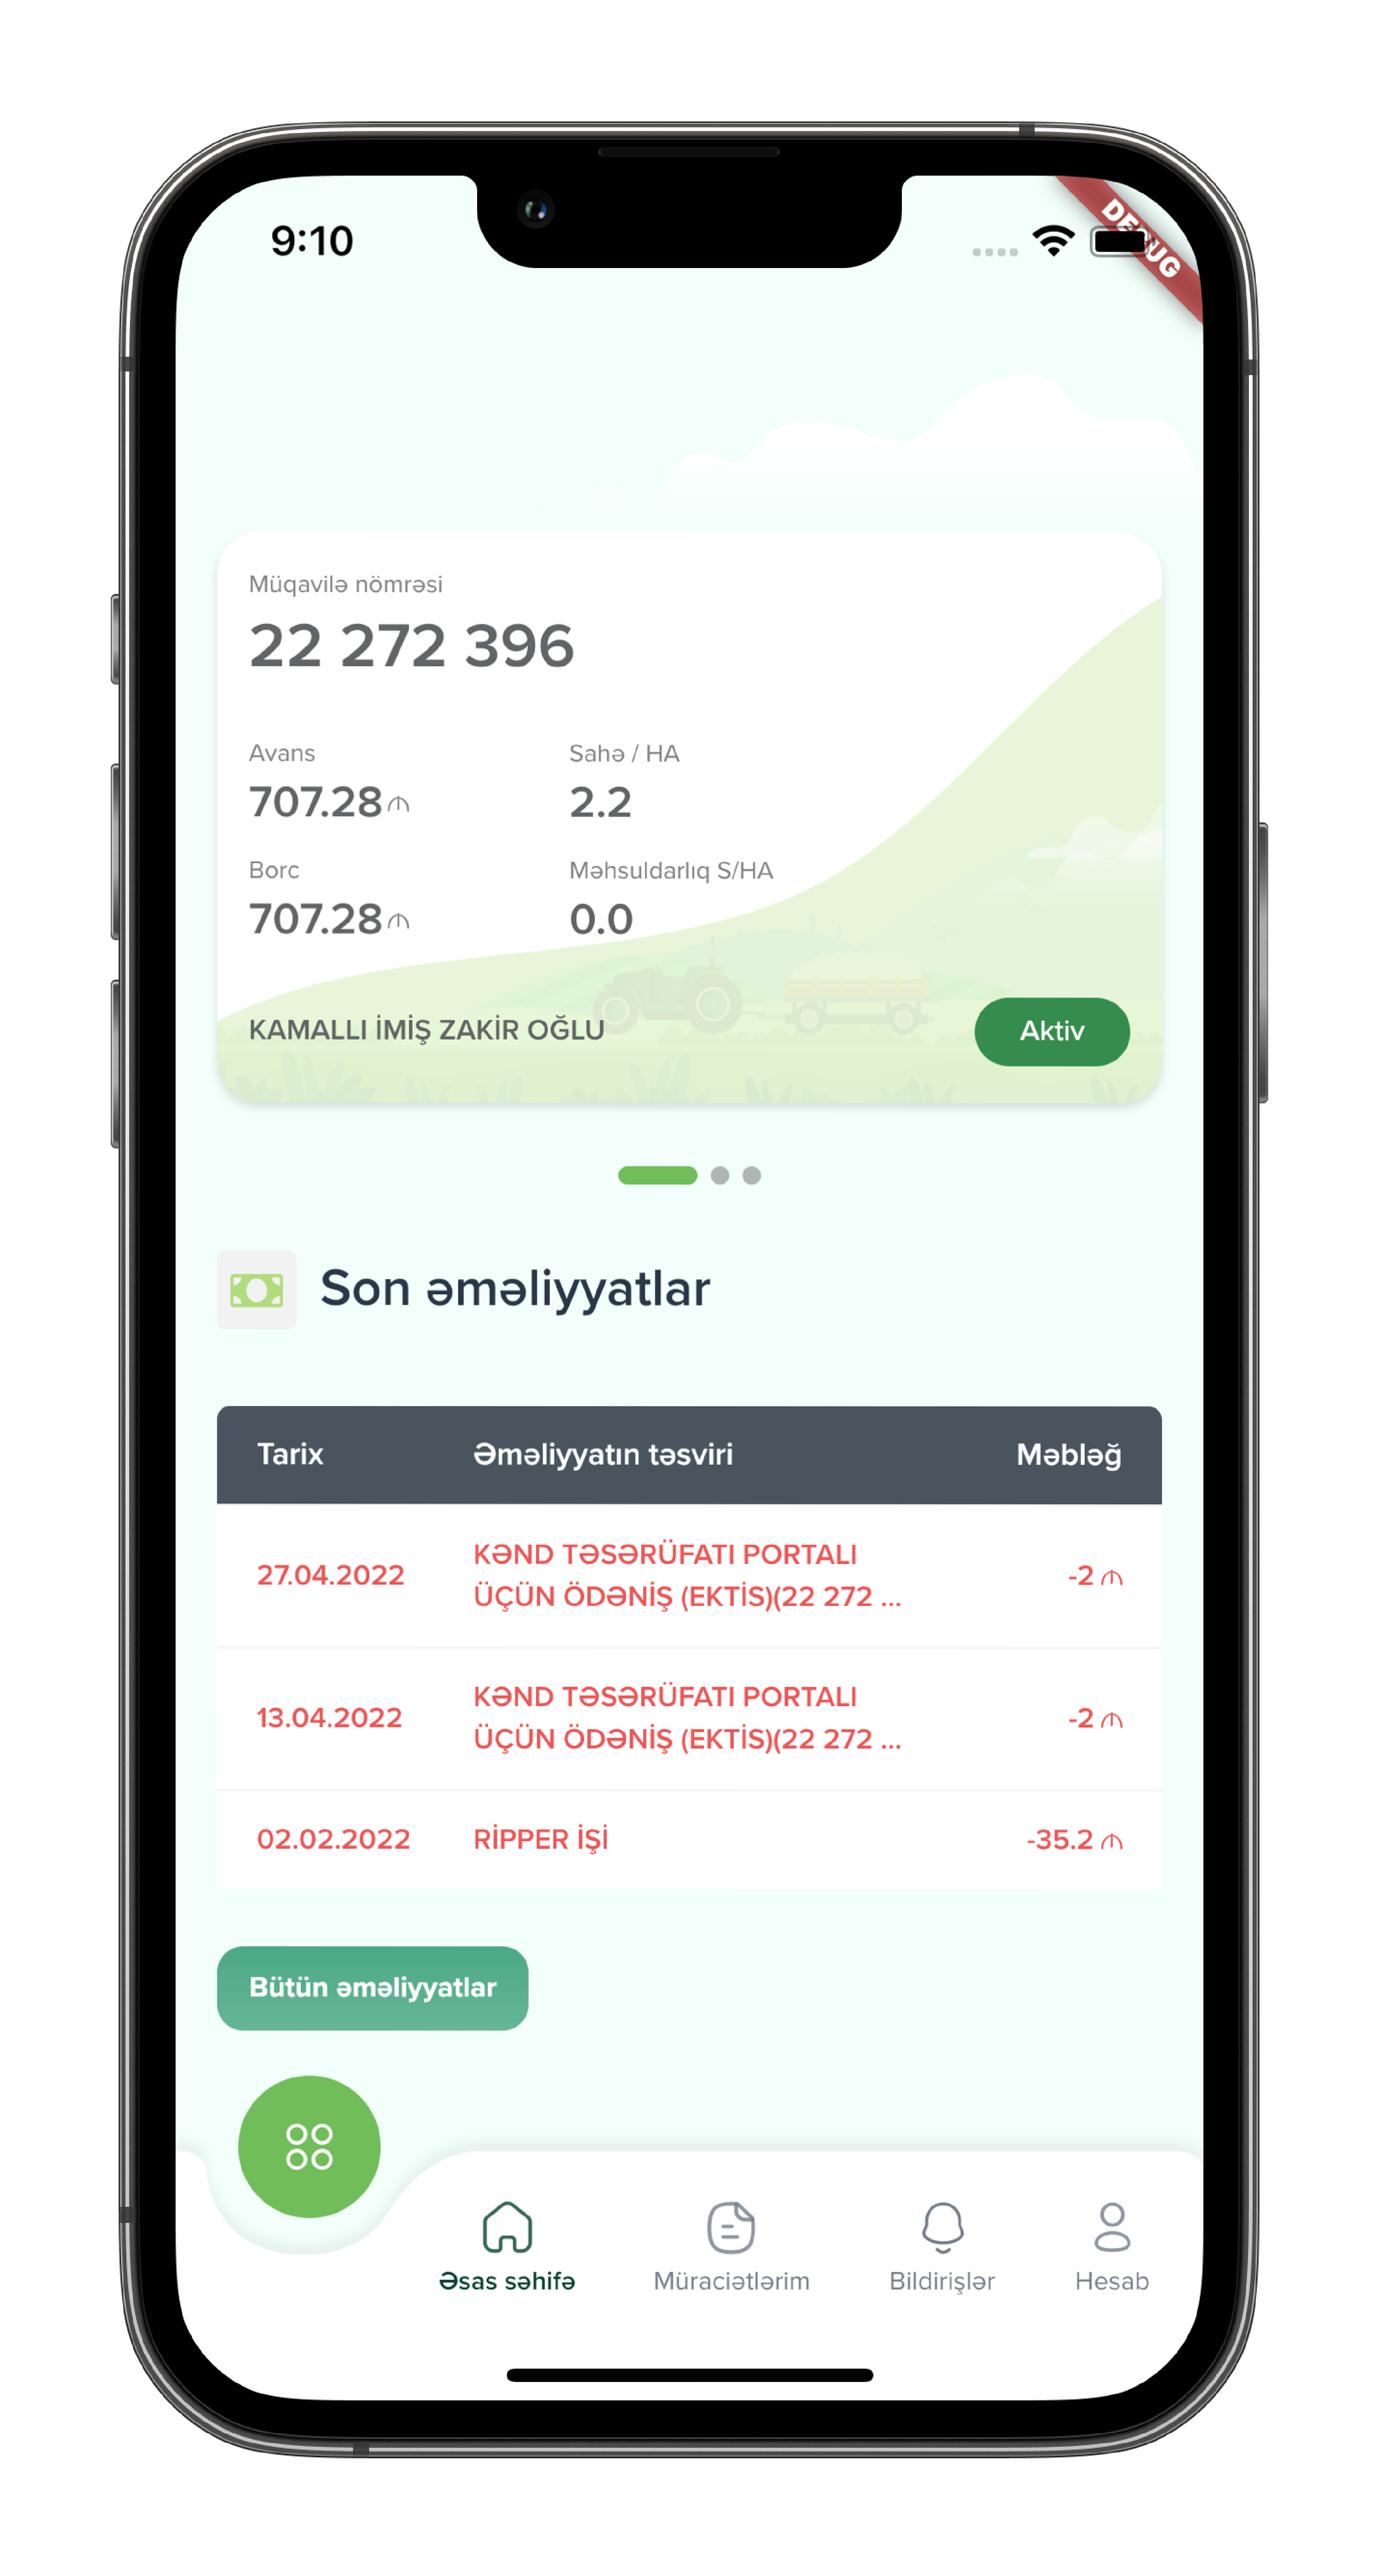 9:10
DEBUG
Müqavilə nömrəsi
22 272 396
Avans
Sahə / HA
707.28₼
2.2
Borc
Məhsuldarlıq S/HA
707.28₼
0.0
KAMALLI İMİŞ ZAKİR OĞLU
Aktiv
Son əməliyyatlar
Tarix
Əməliyyatın təsviri
Məbləğ
27.04.2022
KƏND TƏSƏRÜFATI PORTALI
ÜÇÜN ÖDƏNİŞ (EKTİS)(22 272 ...
-2 ₼
13.04.2022
KƏND TƏSƏRÜFATI PORTALI
ÜÇÜN ÖDƏNİŞ (EKTİS)(22 272 ...
-2 ₼
02.02.2022
RİPPER İŞİ
-35.2 ₼
Bütün əməliyyatlar
Əsas səhifə
Müraciətlərim
Bildirişlər
Hesab